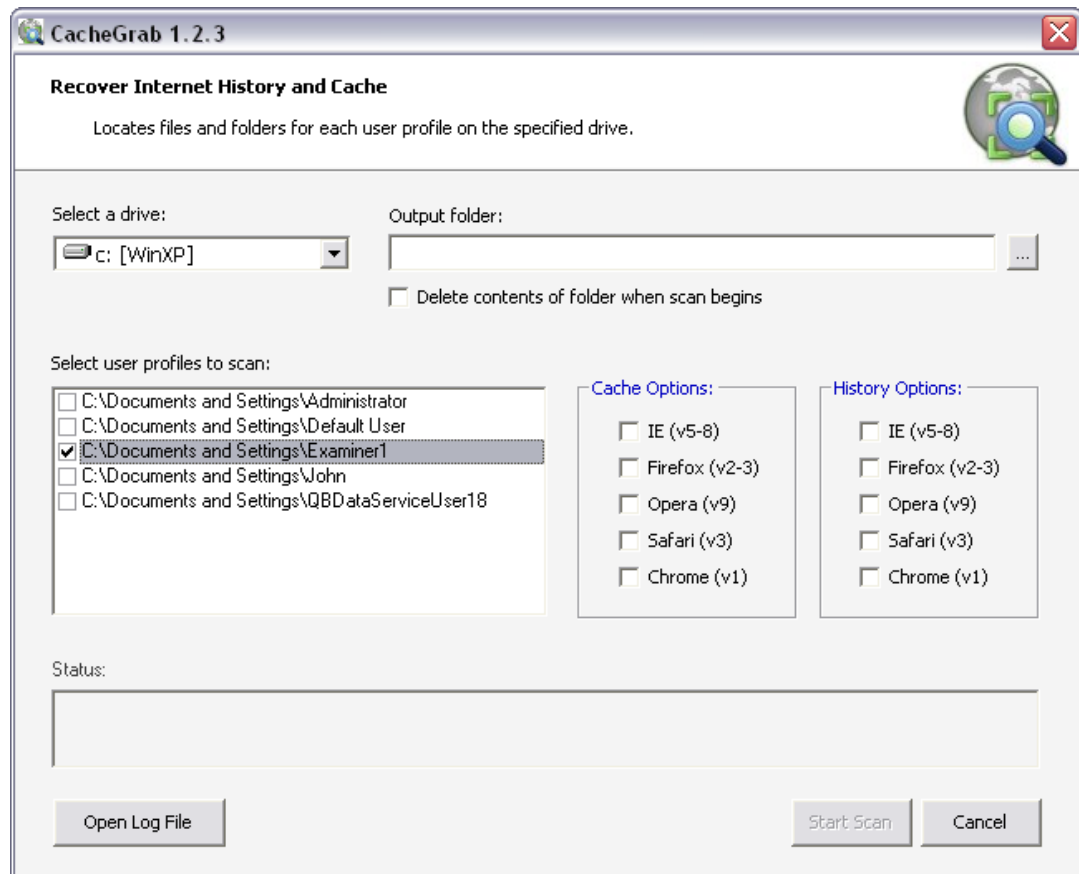 CacheGrab 1.2.3
Recover Internet History and Cache
Locates files and folders for each user profile on the specified drive.
Select a drive:
c: [WinXP]
Output folder:
...
Delete contents of folder when scan begins
Select user profiles to scan:
C:\Documents and Settings\Administrator
C:\Documents and Settings\Default User
C:\Documents and Settings\Examiner1
C:\Documents and Settings\John
C:\Documents and Settings\QBDataServiceUser18
Cache Options:
IE (v5-8)
Firefox (v2-3)
Opera (v9)
Safari (v3)
Chrome (v1)
History Options:
IE (v5-8)
Firefox (v2-3)
Opera (v9)
Safari (v3)
Chrome (v1)
Status:
Open Log File
Start Scan
Cancel